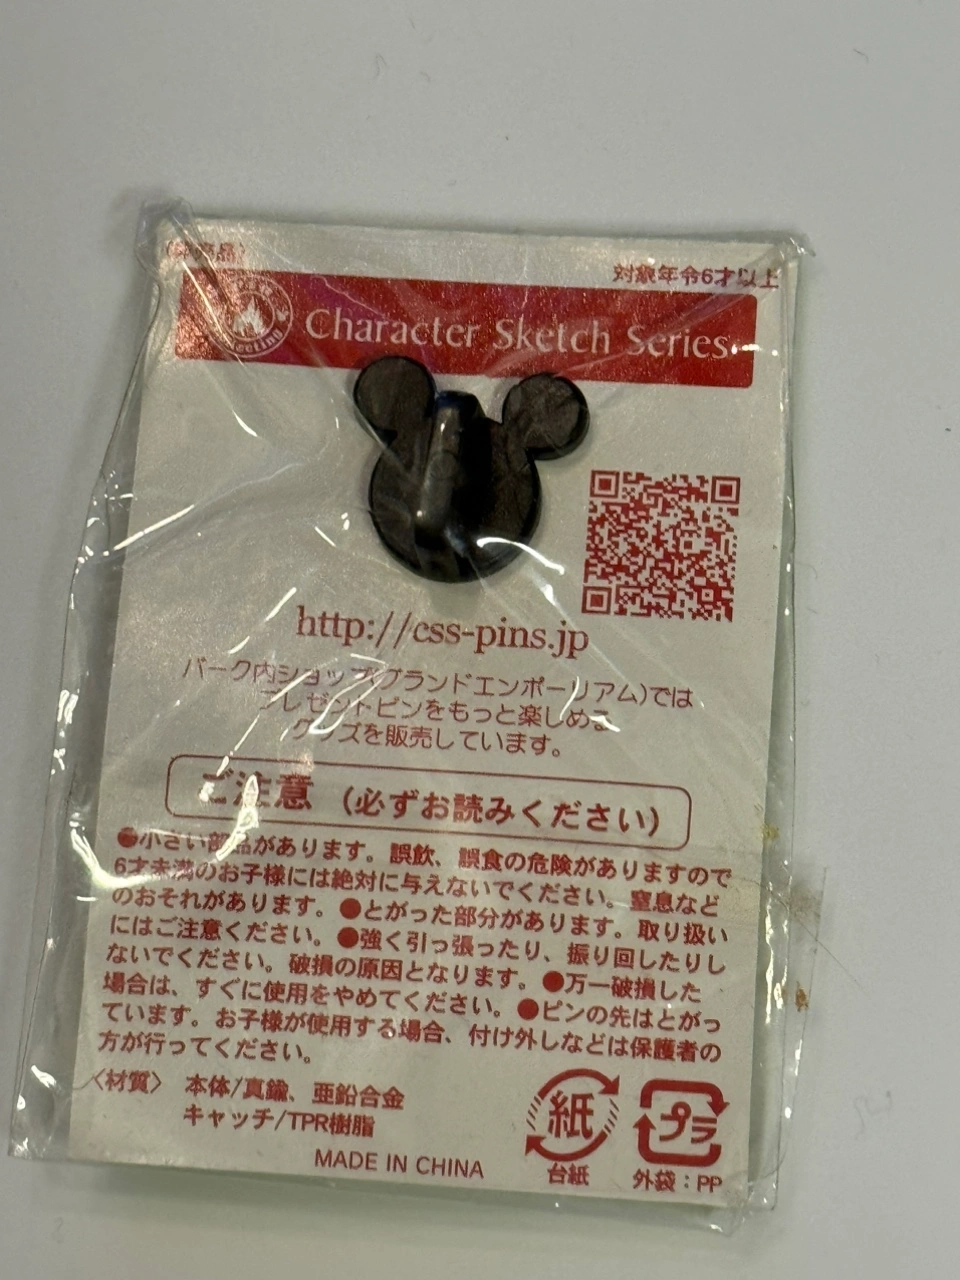 (非売品)
対象年令6才以上
Character Sketch Series
http://css-pins.jp
パーク内ショップ(グランドエンポーリアム)では
プレゼントピンをもっと楽しめる
グッズを販売しています。
ご注意 (必ずお読みください)
●小さい部品があります。誤飲、誤食の危険がありますので
6才未満のお子様には絶対に与えないでください。窒息など
のおそれがあります。●とがった部分があります。取り扱い
にはご注意ください。●強く引っ張ったり、振り回したりし
ないでください。破損の原因となります。●万一破損した
場合は、すぐに使用をやめてください。●ピンの先はとがっ
ています。お子様が使用する場合、付け外しなどは保護者の
方が行ってください。
〈材質〉 本体/真鍮、亜鉛合金
キャッチ/TPR樹脂
MADE IN CHINA
紙
台紙
プラ
外袋:PP